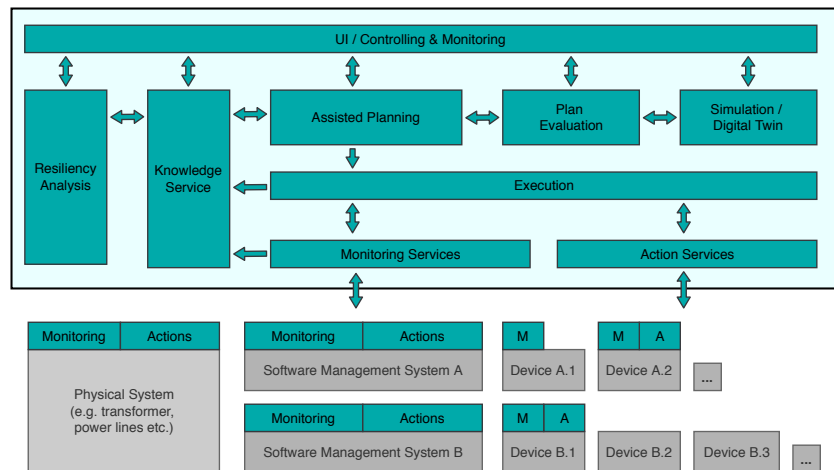 UI / Controlling & Monitoring
Resiliency
Analysis
Knowledge
Service
Assisted Planning
Plan
Evaluation
Simulation /
Digital Twin
Execution
Monitoring Services
Action Services
Monitoring
Actions
Physical System
(e.g. transformer,
power lines etc.)
Monitoring
Actions
Software Management System A
M
Device A.1
M
A
Device A.2
...
Monitoring
Actions
Software Management System B
M
A
Device B.1
Device B.2
Device B.3
...